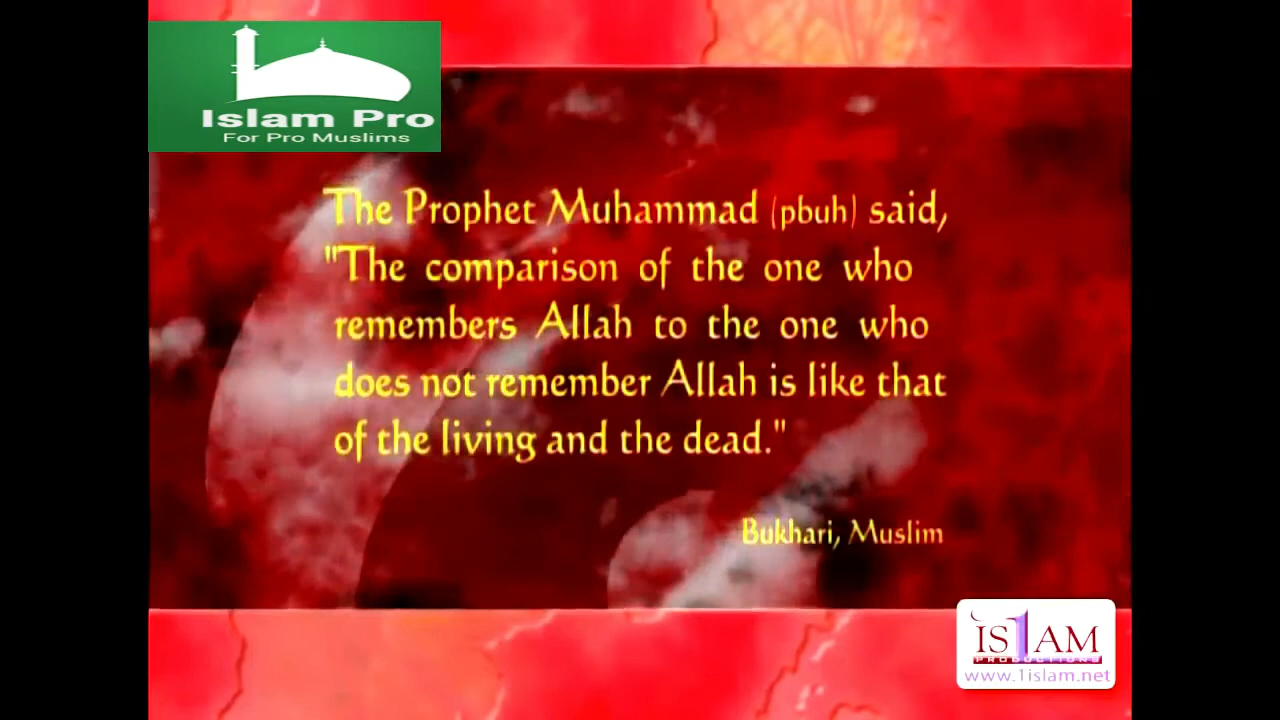 Islam Pro
For Pro Muslims
The Prophet Muhammad (pbuh) said,
"The comparison of the one who
remembers Allah to the one who
does not remember Allah is like that
of the living and the dead."
Bukhari, Muslim
IS1AM
PRODUCTIONS
www.1islam.net